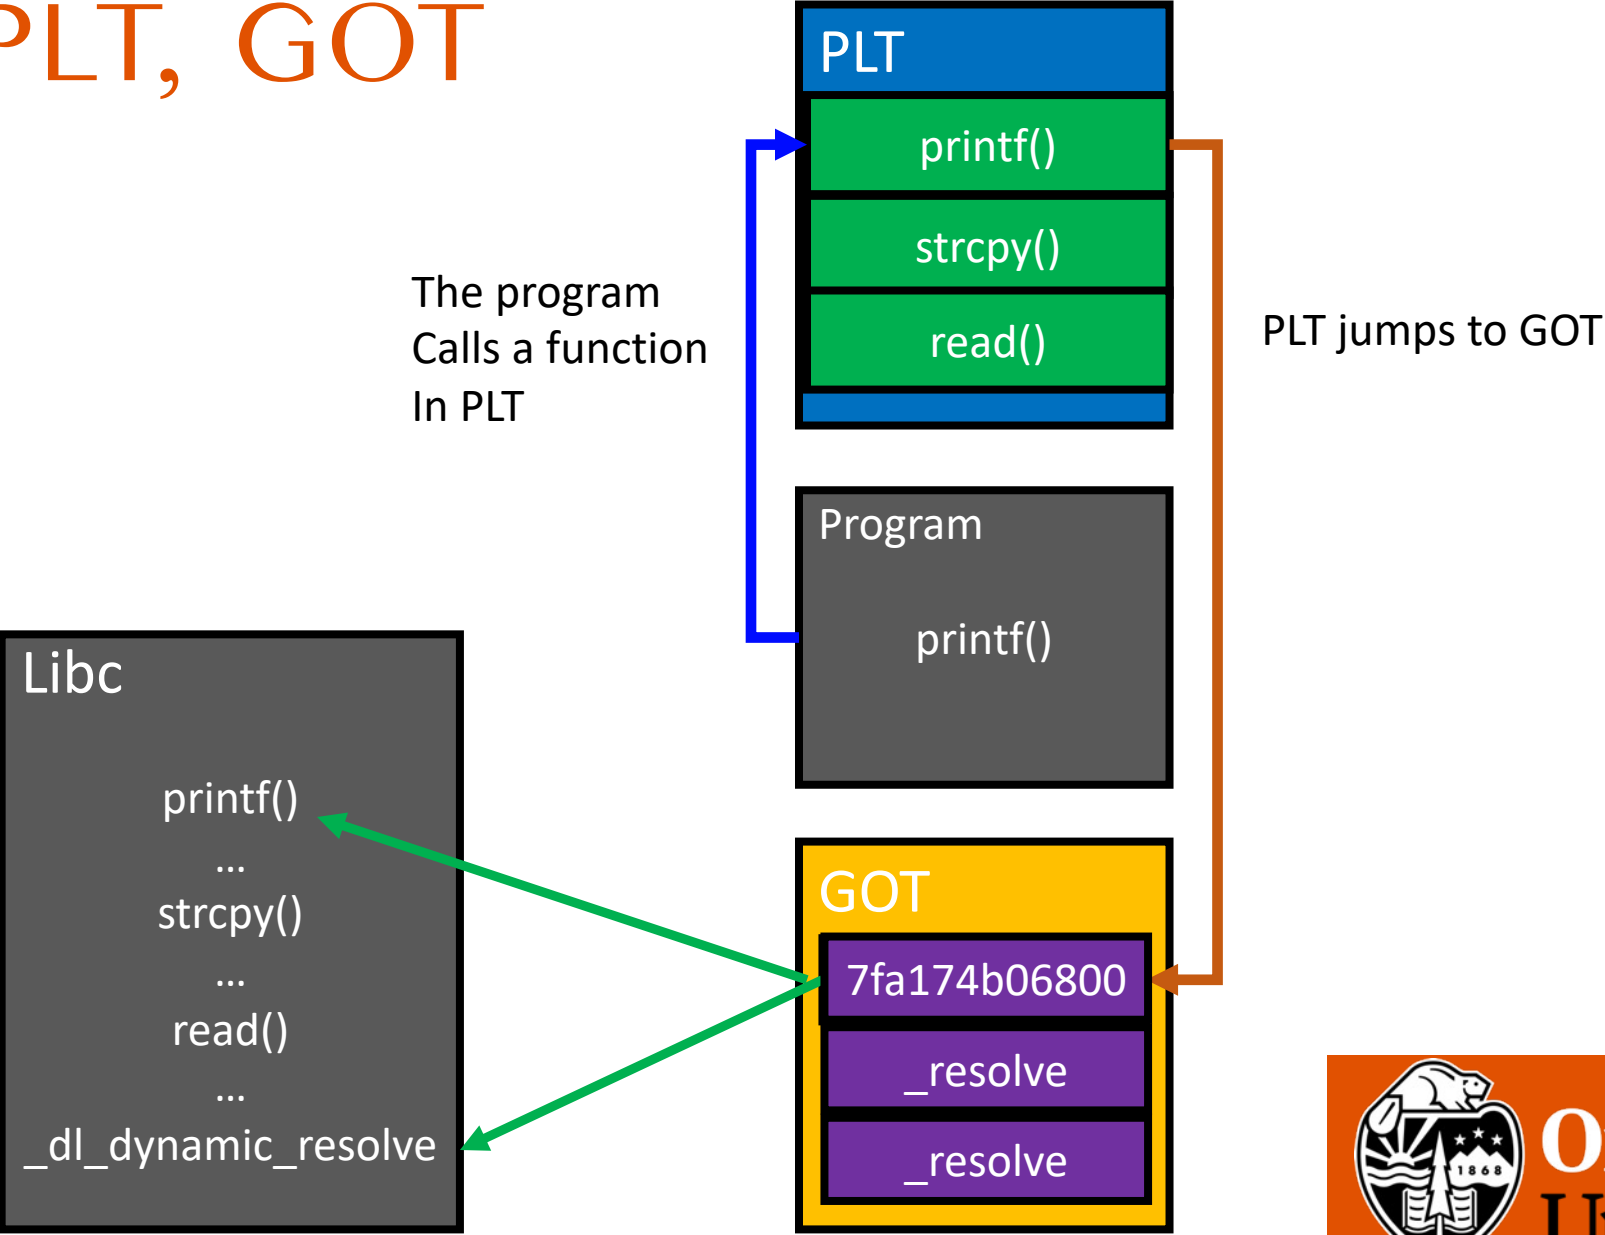 PLT, GOT
PLT
printf()
strcpy()
read()
The program
Calls a function
In PLT
PLT jumps to GOT
Program
printf()
Libc
printf()
...
strcpy()
...
read()
...
_dl_dynamic_resolve
GOT
7fa174b06800
_resolve
_resolve
1868